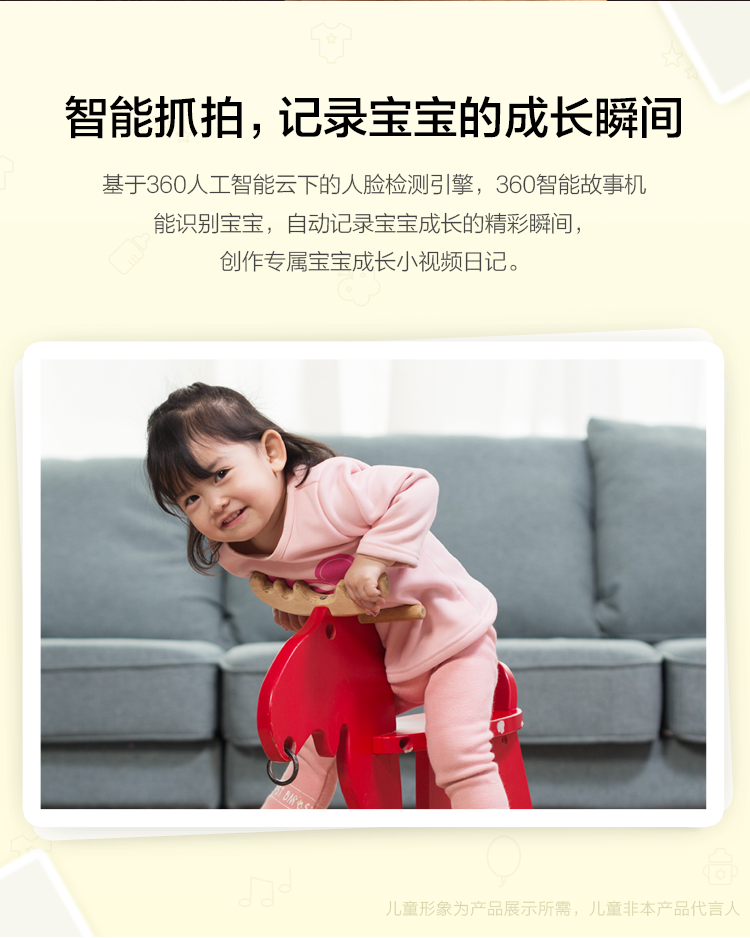 智能抓拍，记录宝宝的成长瞬间
基于360人工智能云下的人脸检测引擎，360智能故事机
能识别宝宝，自动记录宝宝成长的精彩瞬间，
创作专属宝宝成长小视频日记。
儿童形象为产品展示所需，儿童非本产品代言人